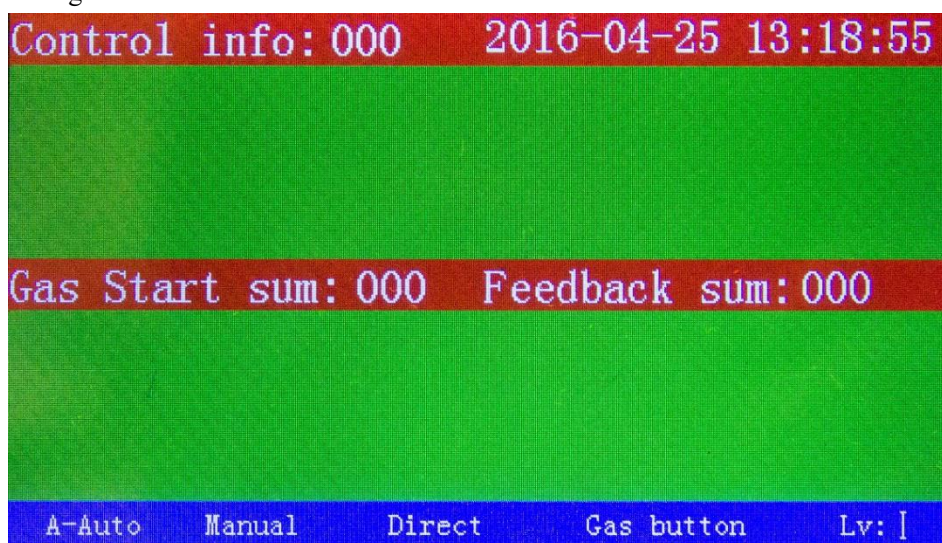 Control info:000 2016-04-25 13:18:55
Gas Start sum:000 Feedback sum:000
A-Auto Manual Direct Gas button Lv: